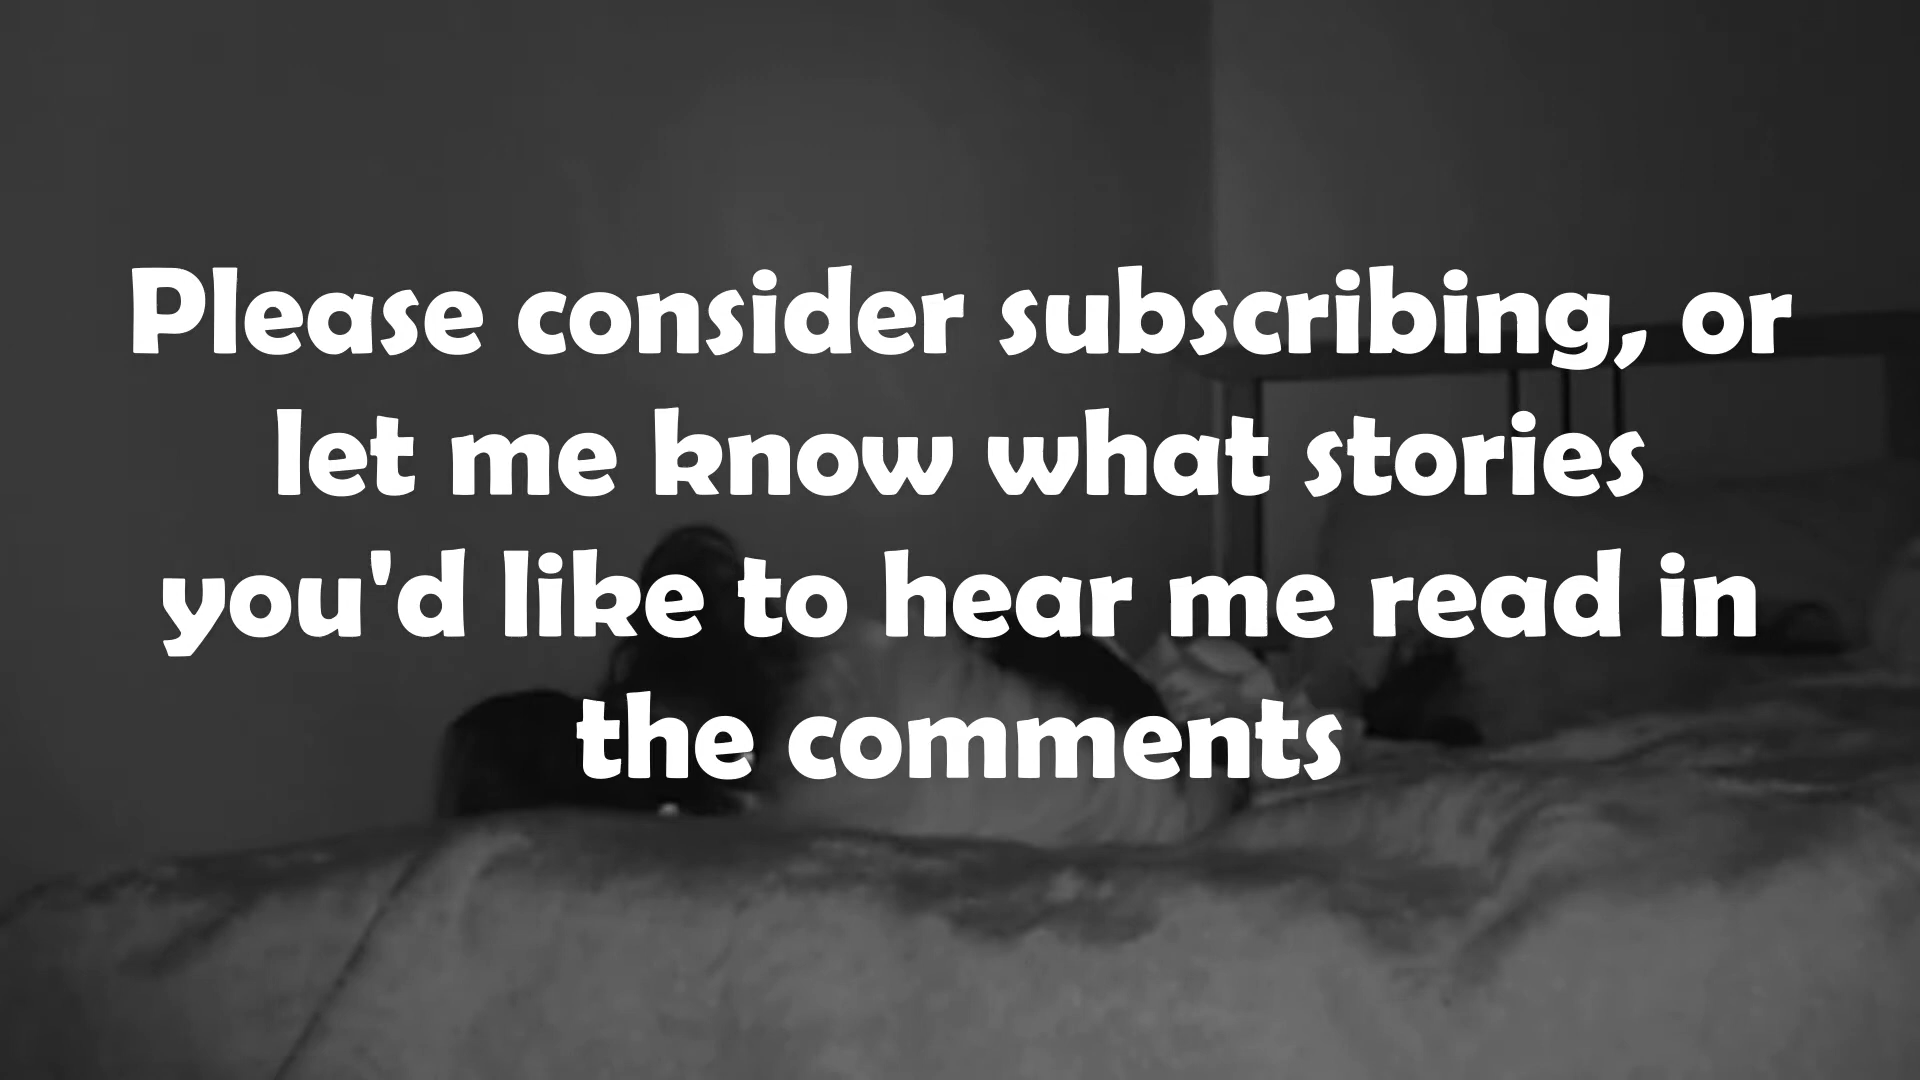 Please consider subscribing, or
let me know what stories
you'd like to hear me read in
the comments